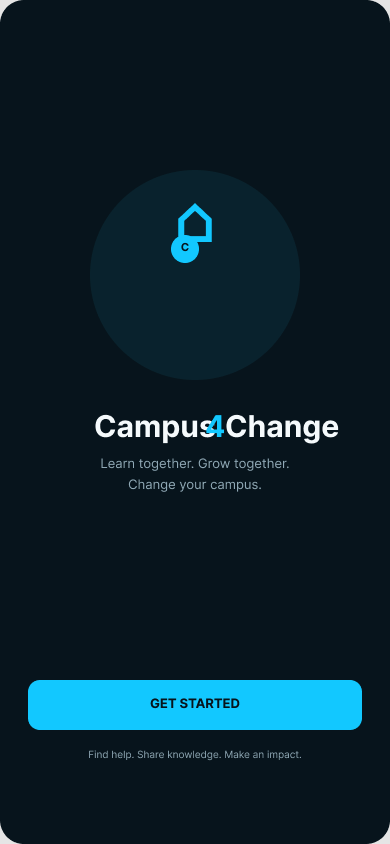 C
Campus4Change
Learn together. Grow together.
Change your campus.
GET STARTED
Find help. Share knowledge. Make an impact.